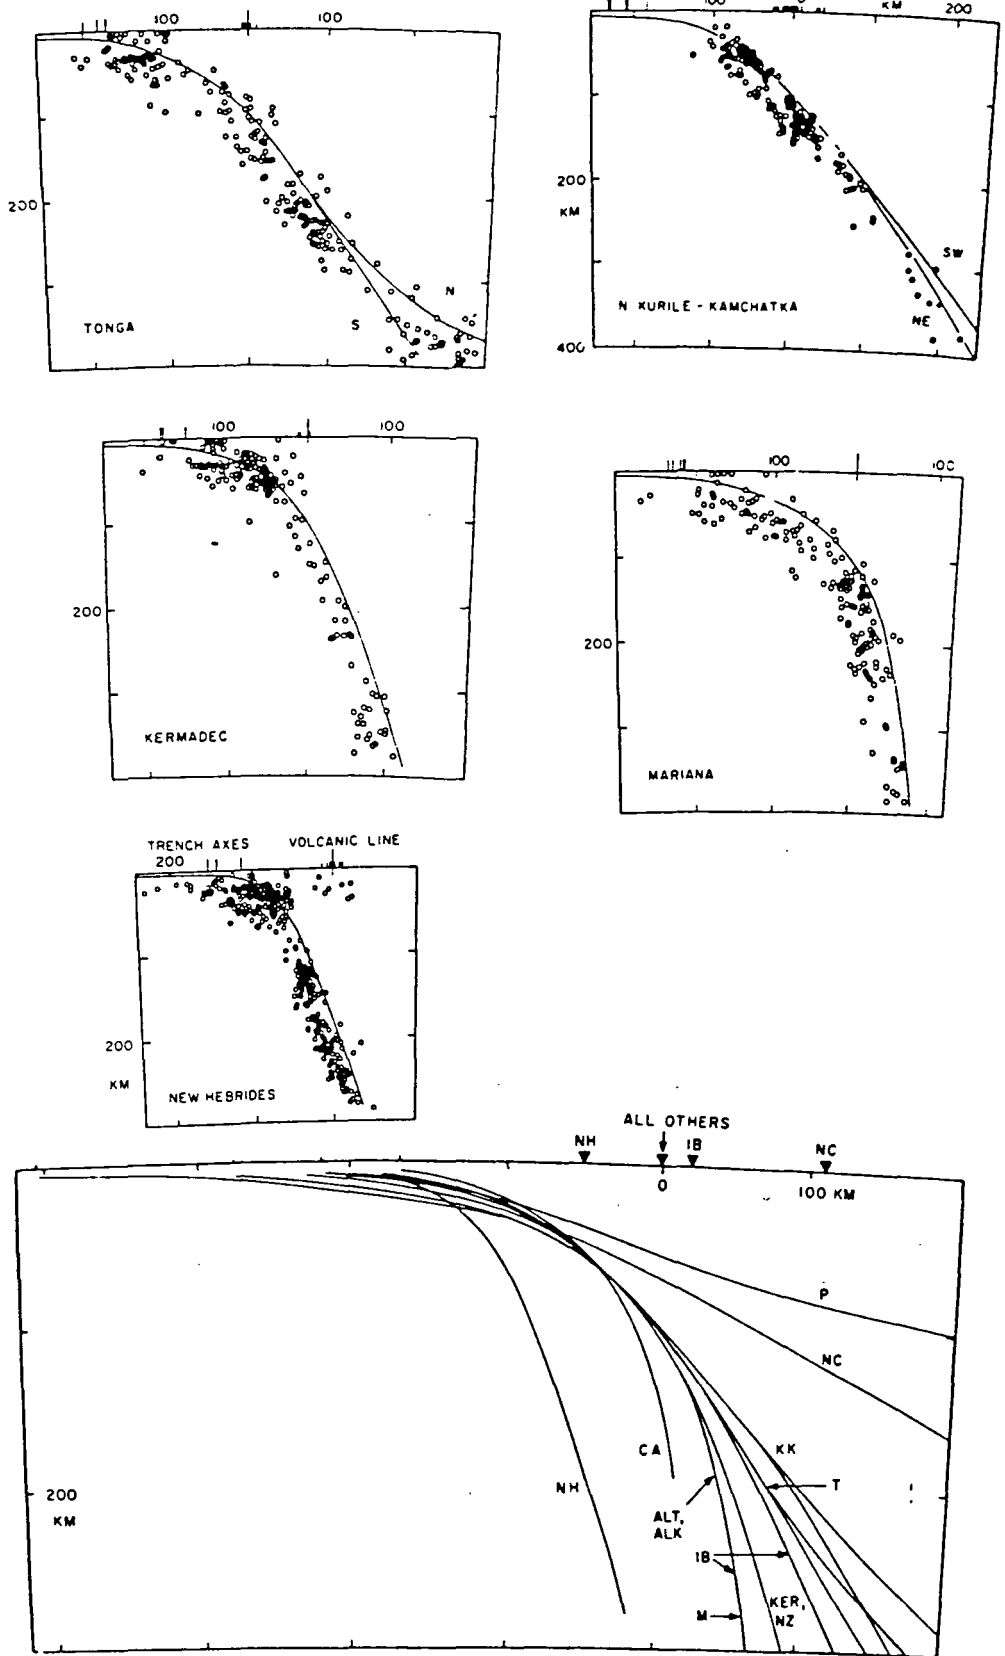 100 100
200
N
S
TONGA
100 0 KM 200
200
KM
SW
N KURILE - KAMCHATKA
NE
400
100 100
200
KERMADEC
100 100
200
MARIANA
TRENCH AXES VOLCANIC LINE
200
200
KM
NEW HEBRIDES
ALL OTHERS
NH IB NC
0 100 KM
P
NC
CA KK
NH T
200
KM
ALT,
ALK
IB
KER,
NZ
M